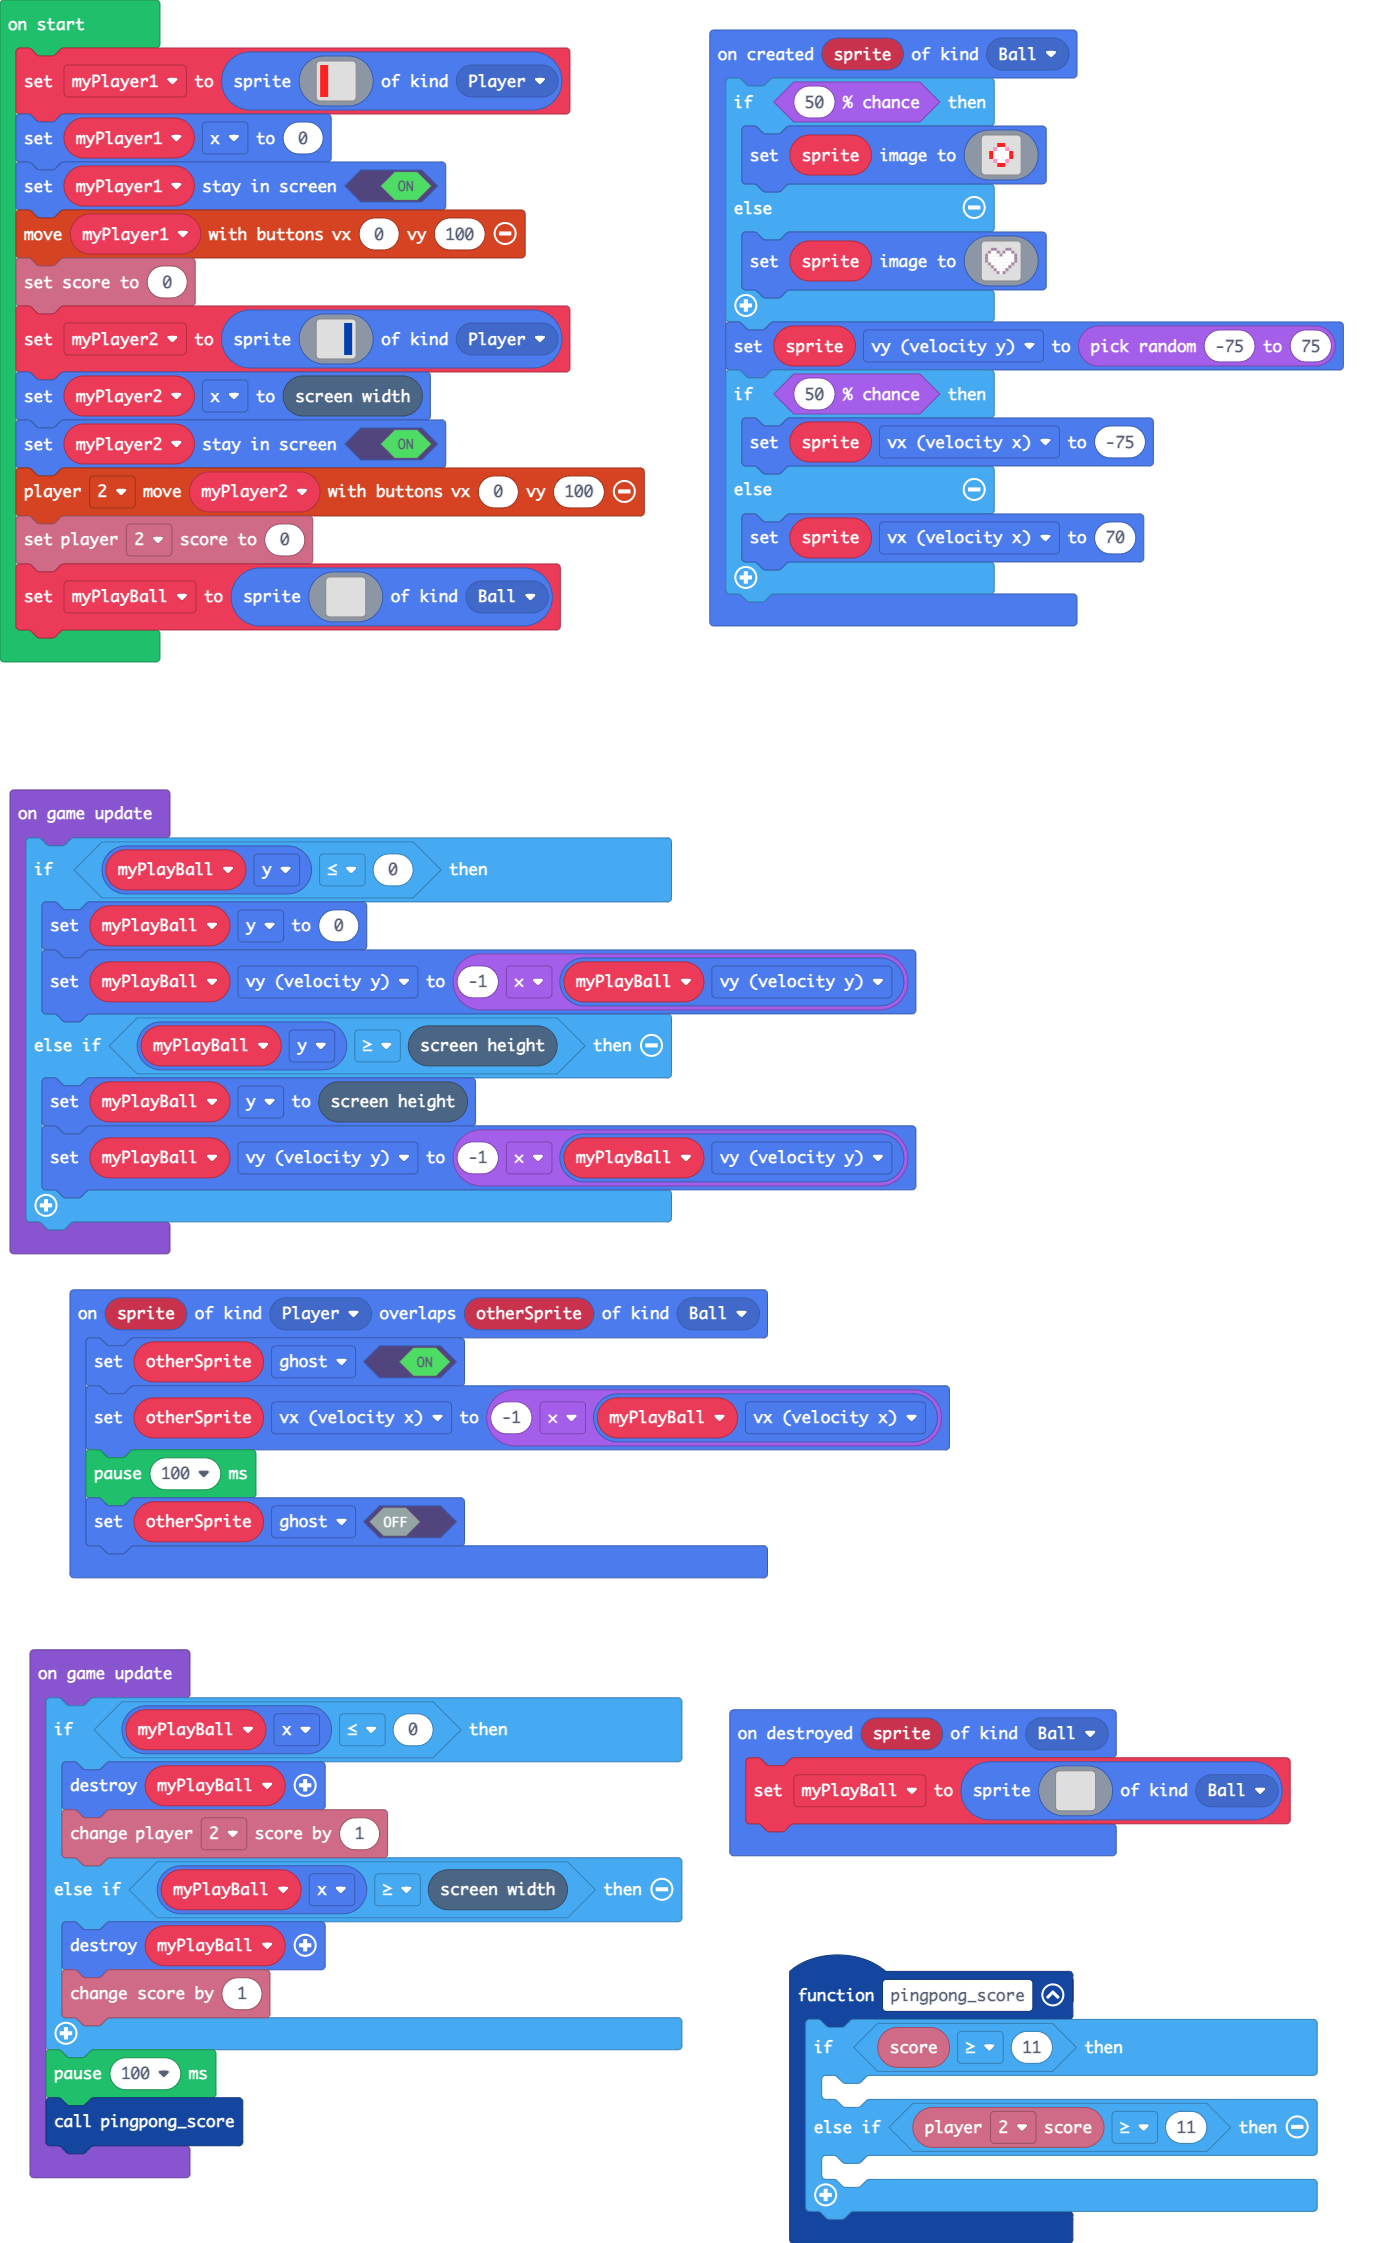 on start
set myPlayer1 to sprite of kind Player
set myPlayer1 x to 0
set myPlayer1 stay in screen ON
move myPlayer1 with buttons vx 0 vy 100
set score to 0
set myPlayer2 to sprite of kind Player
set myPlayer2 x to screen width
set myPlayer2 stay in screen ON
player 2 move myPlayer2 with buttons vx 0 vy 100
set player 2 score to 0
set myPlayBall to sprite of kind Ball
on created sprite of kind Ball
if 50 % chance then
set sprite image to
else
set sprite image to
set sprite vy (velocity y) to pick random -75 to 75
if 50 % chance then
set sprite vx (velocity x) to -75
else
set sprite vx (velocity x) to 70
on game update
if myPlayBall y ≤ 0 then
set myPlayBall y to 0
set myPlayBall vy (velocity y) to -1 × myPlayBall vy (velocity y)
else if myPlayBall y ≥ screen height then
set myPlayBall y to screen height
set myPlayBall vy (velocity y) to -1 × myPlayBall vy (velocity y)
on sprite of kind Player overlaps otherSprite of kind Ball
set otherSprite ghost ON
set otherSprite vx (velocity x) to -1 × myPlayBall vx (velocity x)
pause 100 ms
set otherSprite ghost OFF
on game update
if myPlayBall x ≤ 0 then
destroy myPlayBall
change player 2 score by 1
else if myPlayBall x ≥ screen width then
destroy myPlayBall
change score by 1
pause 100 ms
call pingpong_score
on destroyed sprite of kind Ball
set myPlayBall to sprite of kind Ball
function pingpong_score
if score ≥ 11 then
else if player 2 score ≥ 11 then